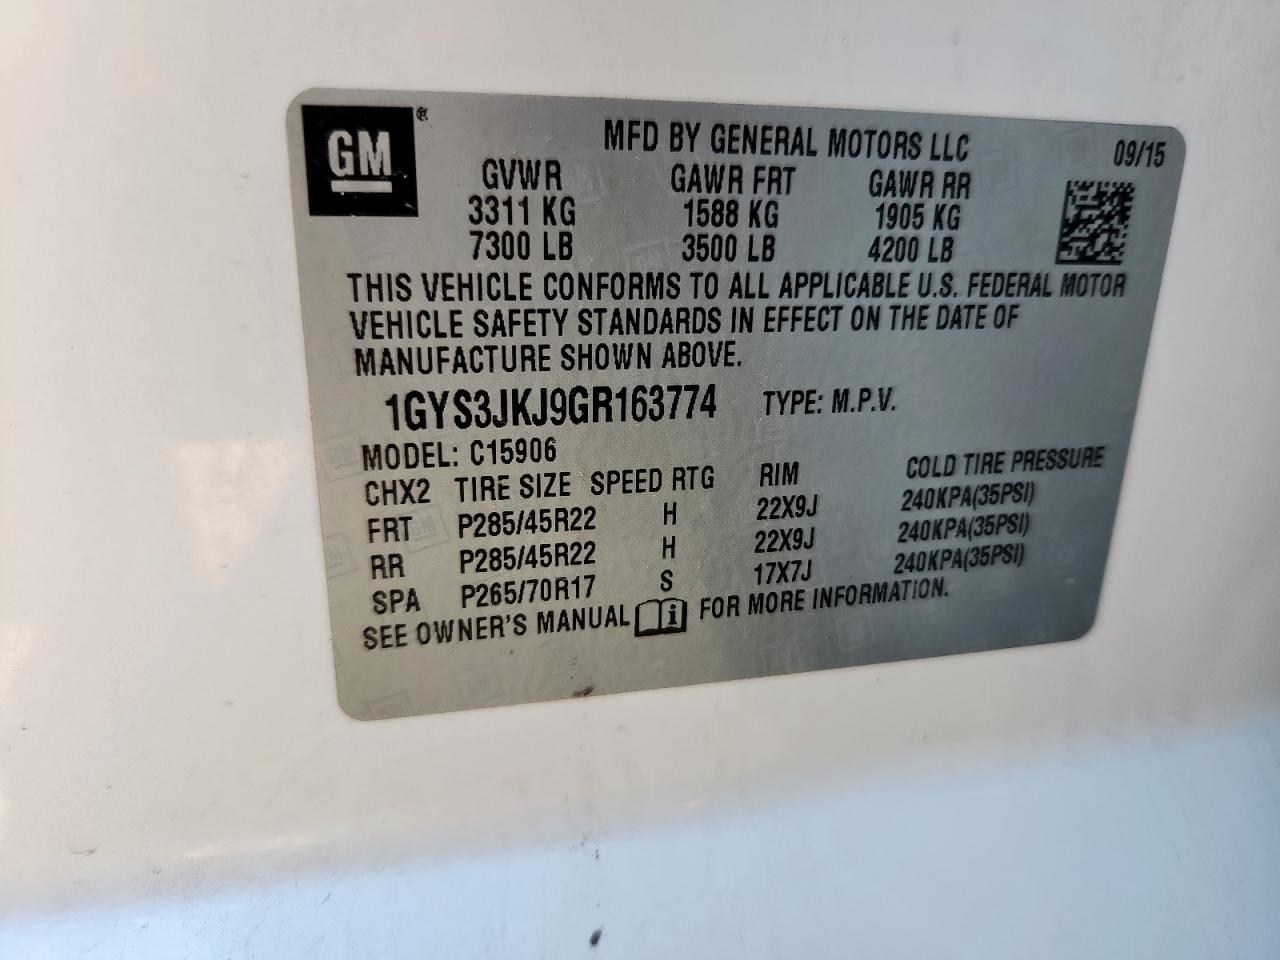 GM®
MFD BY GENERAL MOTORS LLC 09/15
GVWR GAWR FRT GAWR RR
3311 KG 1588 KG 1905 KG
7300 LB 3500 LB 4200 LB
THIS VEHICLE CONFORMS TO ALL APPLICABLE U.S. FEDERAL MOTOR
VEHICLE SAFETY STANDARDS IN EFFECT ON THE DATE OF
MANUFACTURE SHOWN ABOVE.
1GYS3JKJ9GR163774 TYPE: M.P.V.
MODEL: C15906
CHX2 TIRE SIZE SPEED RTG RIM COLD TIRE PRESSURE
FRT P285/45R22 H 22X9J 240KPA(35PSI)
RR P285/45R22 H 22X9J 240KPA(35PSI)
SPA P265/70R17 S 17X7J 240KPA(35PSI)
SEE OWNER'S MANUAL i FOR MORE INFORMATION.